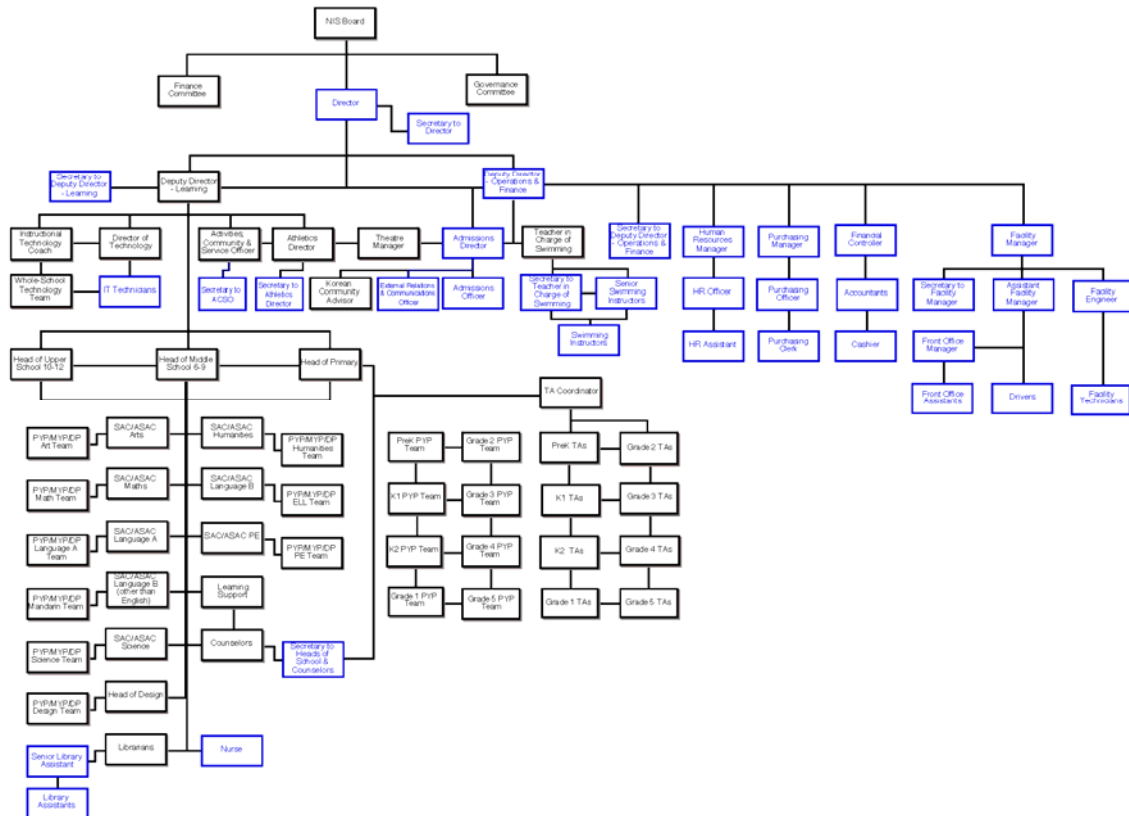 NIS Board
Finance
Committee
Governance
Committee
Director
Secretary to
Director
Secretary to
Deputy Director
- Learning
Deputy Director
- Learning
Deputy Director
- Operations &
Finance
Instructional
Technology
Coach
Director of
Technology
Activities,
Community &
Service Officer
Athletics
Director
Theatre
Manager
Admissions
Director
Teacher in
Charge of
Swimming
Secretary to
Deputy Director
- Operations &
Finance
Human
Resources
Manager
Purchasing
Manager
Financial
Controller
Facility
Manager
Whole-School
Technology
Team
IT Technicians
Secretary to
ACSO
Secretary to
Athletics
Director
Korean
Community
Advisor
External Relations
& Communications
Officer
Admissions
Officer
Secretary to
Teacher in
Charge of
Swimming
Senior
Swimming
Instructors
HR Officer
Purchasing
Officer
Accountants
Secretary to
Facility Manager
Assistant
Facility Manager
Facility
Engineer
Swimming
Instructors
HR Assistant
Purchasing
Clerk
Cashier
Front Office
Manager
Head of Upper
School 10-12
Head of Middle
School 6-9
Head of Primary
TA Coordinator
Front Office
Assistants
Drivers
Facility
Technicians
PYP/MYP/DP
Art Team
SAC/ASAC
Arts
SAC/ASAC
Humanities
PYP/MYP/DP
Humanities
Team
PreK PYP
Team
Grade 2 PYP
Team
PreK TAs
Grade 2 TAs
PYP/MYP/DP
Math Team
SAC/ASAC
Maths
SAC/ASAC
Language B
PYP/MYP/DP
ELL Team
K1 PYP Team
Grade 3 PYP
Team
K1 TAs
Grade 3 TAs
PYP/MYP/DP
Language A
Team
SAC/ASAC
Language A
SAC/ASAC PE
PYP/MYP/DP
PE Team
K2 PYP Team
Grade 4 PYP
Team
K2 TAs
Grade 4 TAs
PYP/MYP/DP
Mandarin Team
SAC/ASAC
Language B
(other than
English)
Learning
Support
Grade 1 PYP
Team
Grade 5 PYP
Team
Grade 1 TAs
Grade 5 TAs
PYP/MYP/DP
Science Team
SAC/ASAC
Science
Counselors
Secretary to
Heads of
School &
Counselors
PYP/MYP/DP
Design Team
Head of Design
Senior Library
Assistant
Librarians
Nurse
Library
Assistants